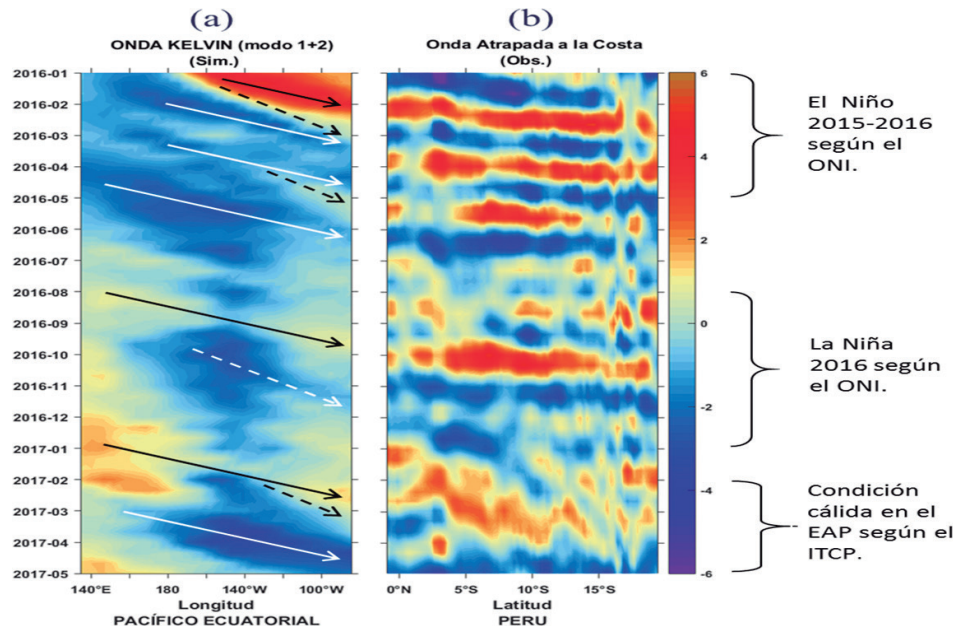 (a)
ONDA KELVIN (modo 1+2)
(Sim.)
2016-01
2016-02
2016-03
2016-04
2016-05
2016-06
2016-07
2016-08
2016-09
2016-10
2016-11
2016-12
2017-01
2017-02
2017-03
2017-04
2017-05
140°E
180
140°W
100°W
Longitud
PACÍFICO ECUATORIAL
(b)
Onda Atrapada a la Costa
(Obs.)
0°N
5°S
10°S
15°S
Latitud
PERU
6
4
2
0
-2
-4
-6
El Niño
2015-2016
según el
ONI.
La Niña
2016 según
el ONI.
Condición
cálida en el
EAP según el
ITCP.